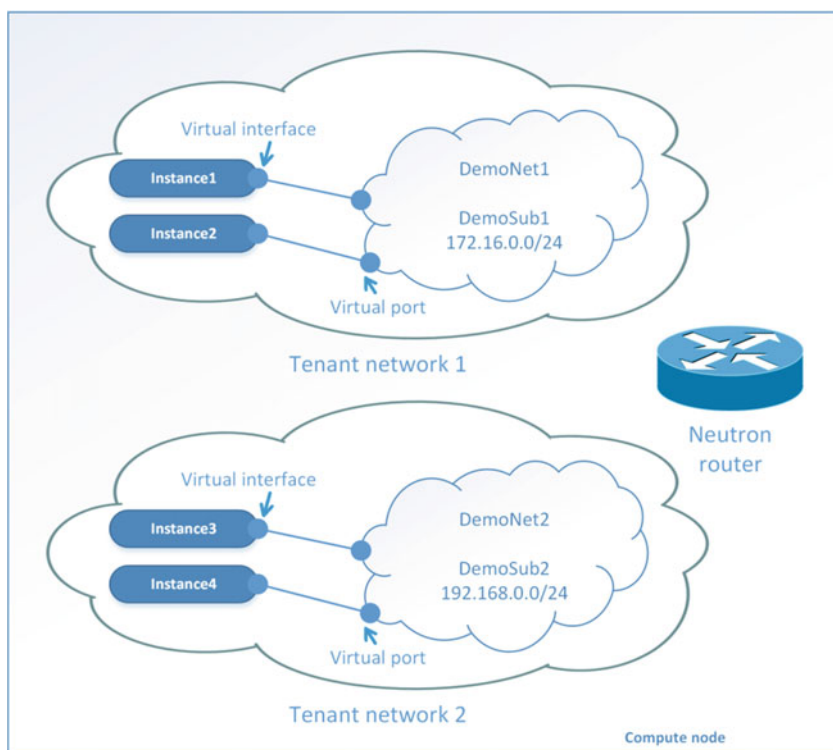 Virtual interface
Instance1
Instance2
DemoNet1
DemoSub1
172.16.0.0/24
Virtual port
Tenant network 1
Neutron
router
Virtual interface
Instance3
Instance4
DemoNet2
DemoSub2
192.168.0.0/24
Virtual port
Tenant network 2
Compute node